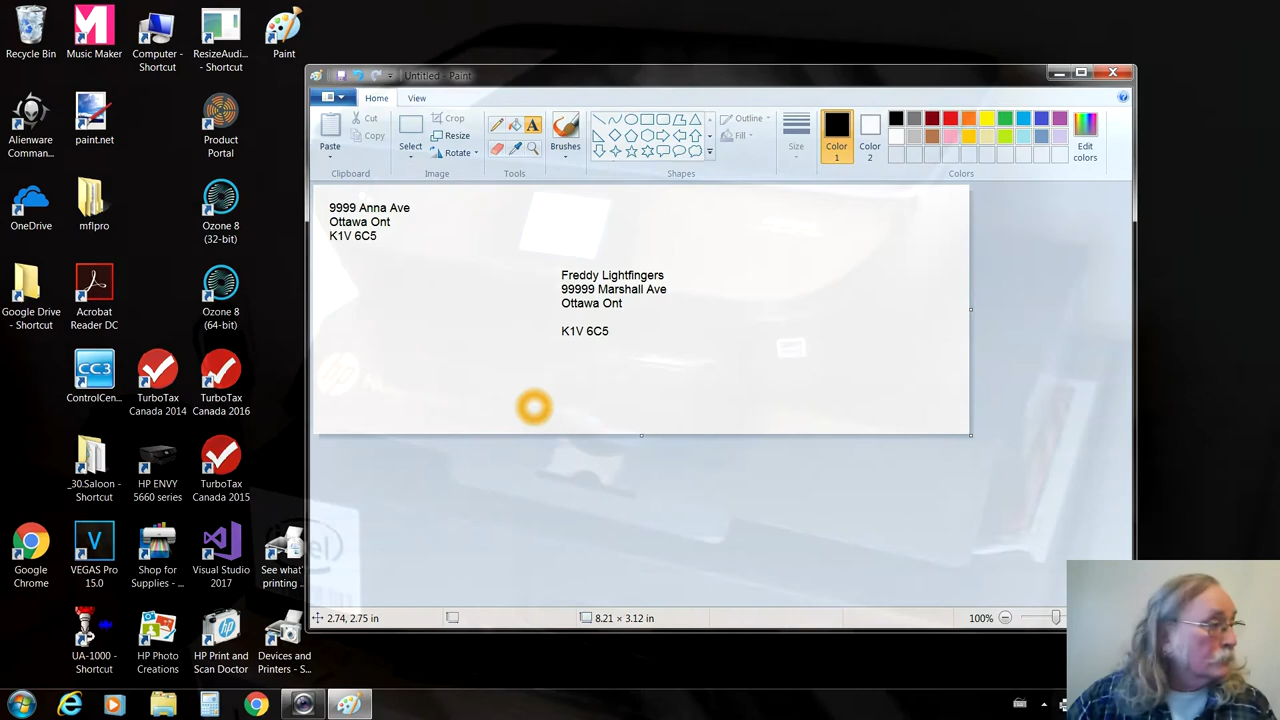 Recycle Bin
Music Maker
Computer - Shortcut
ResizeAudi... - Shortcut
Paint
Alienware Comman...
paint.net
Product Portal
OneDrive
mflpro
Ozone 8 (32-bit)
Google Drive - Shortcut
Acrobat Reader DC
Ozone 8 (64-bit)
CC3
ControlCen...
TurboTax Canada 2014
TurboTax Canada 2016
_30.Saloon - Shortcut
HP ENVY 5660 series
TurboTax Canada 2015
Google Chrome
VEGAS Pro 15.0
Shop for Supplies - ...
Visual Studio 2017
See what' printing ...
UA-1000 - Shortcut
HP Photo Creations
HP Print and Scan Doctor
Devices and Printers - S...
Untitled - Paint
Home
View
Paste
Cut
Copy
Clipboard
Select
Crop
Resize
Rotate
Image
A
Tools
Brushes
Outline
Fill
Shapes
Size
Color 1
Color 2
Edit colors
Colors
9999 Anna Ave
Ottawa Ont
K1V 6C5
Freddy Lightfingers
99999 Marshall Ave
Ottawa Ont
K1V 6C5
hp
intel
2.74, 2.75 in
8.21 × 3.12 in
100%